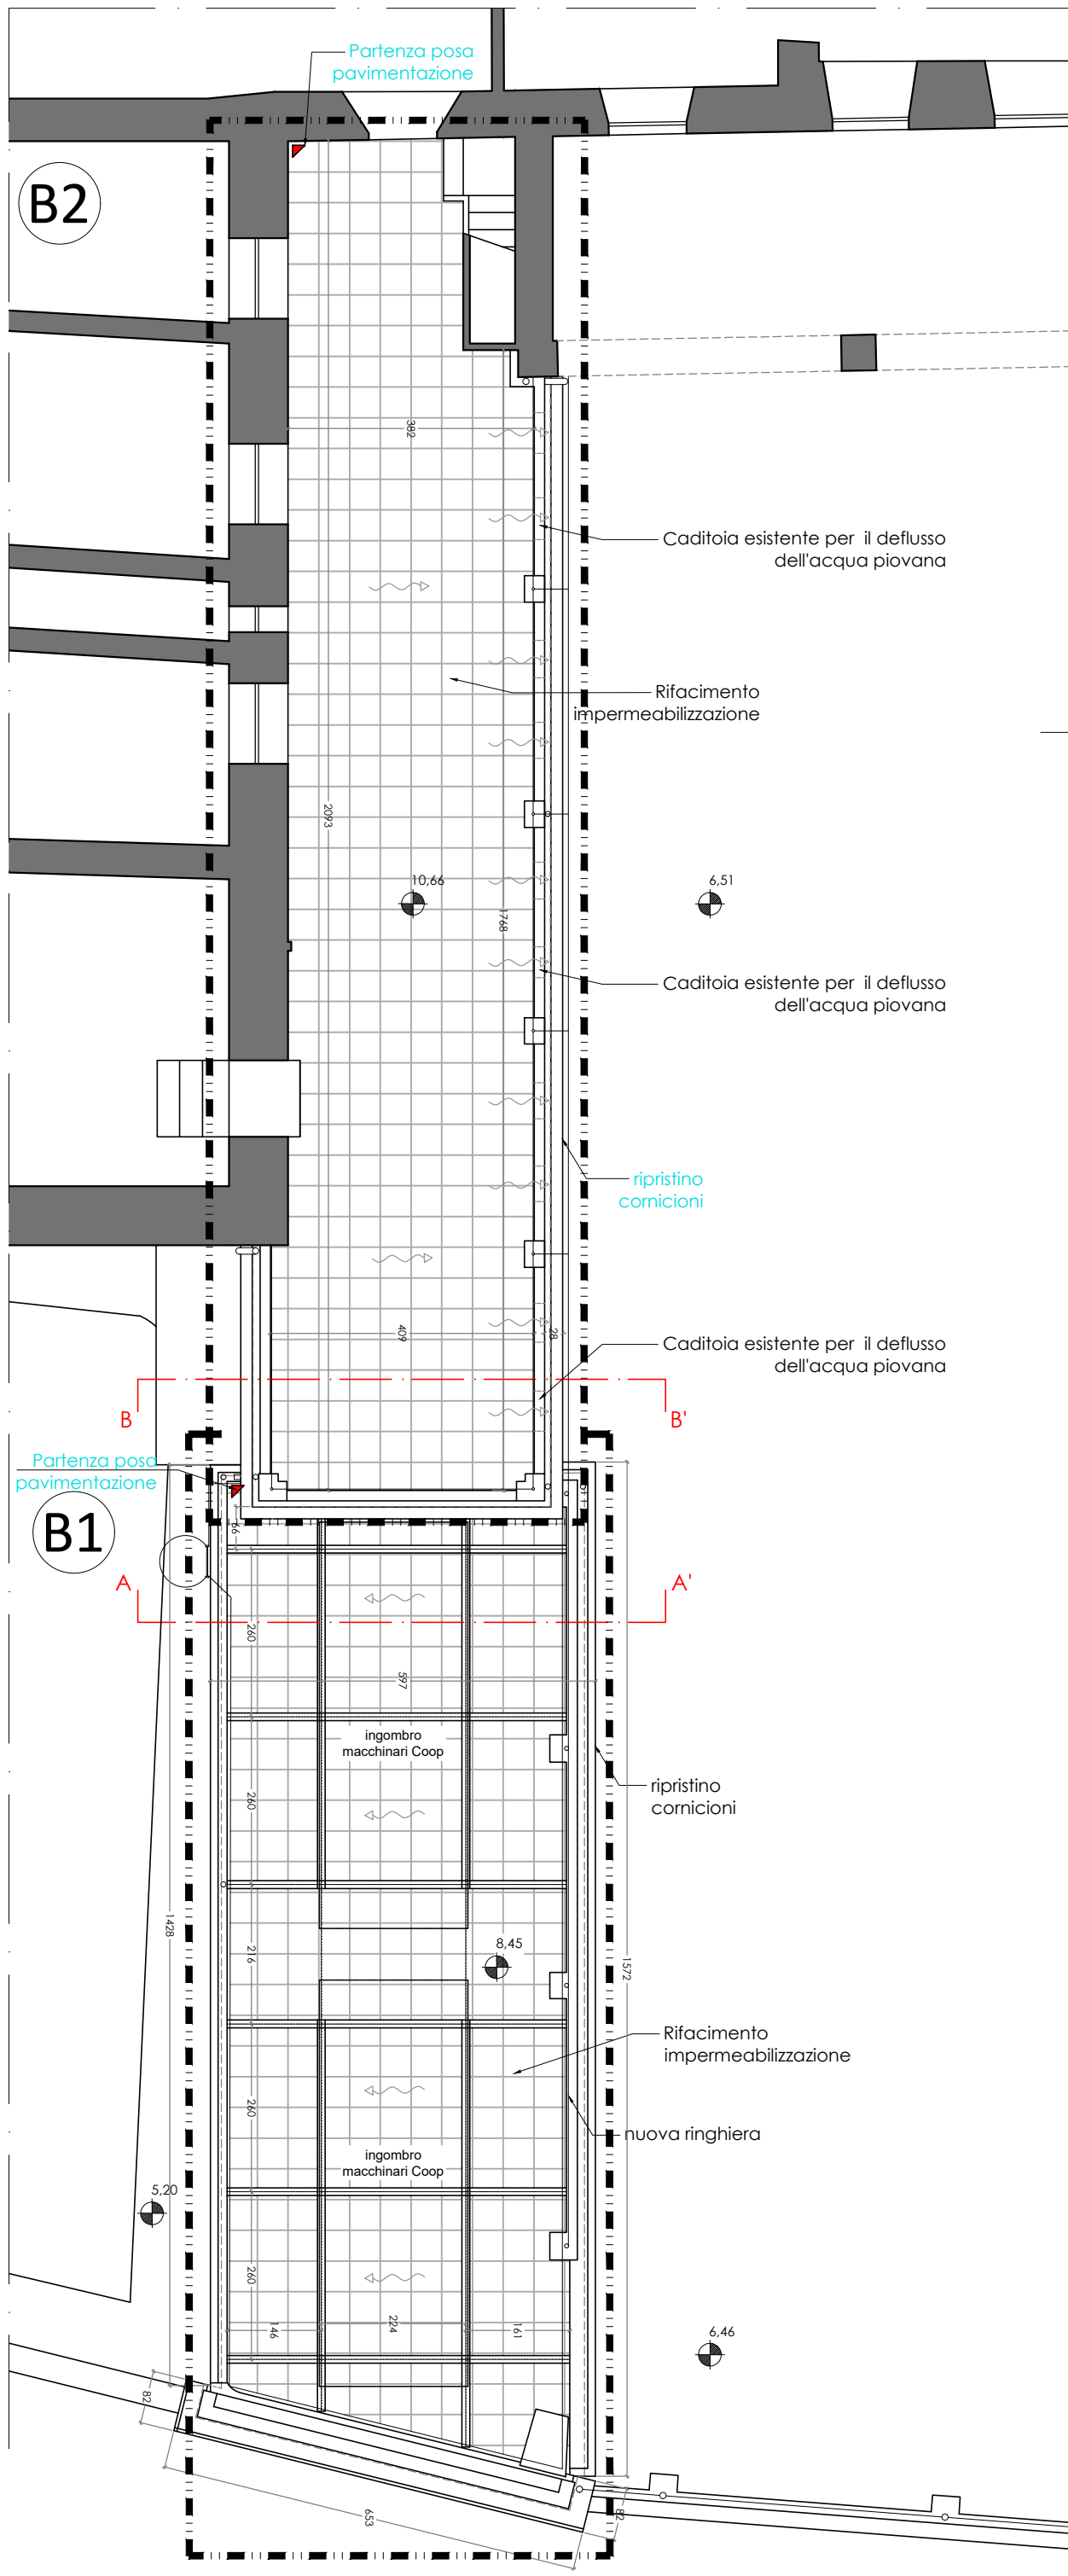 Partenza posa
pavimentazione
B2
382
Caditoia esistente per il deflusso
dell'acqua piovana
Rifacimento
impermeabilizzazione
2093
10,66
6,51
1768
Caditoia esistente per il deflusso
dell'acqua piovana
ripristino
cornicioni
409
28
Caditoia esistente per il deflusso
dell'acqua piovana
B
B'
Partenza posa
pavimentazione
B1
66
A
A'
260
597
ingombro
macchinari Coop
ripristino
cornicioni
260
1428
216
8,45
1572
Rifacimento
impermeabilizzazione
260
nuova ringhiera
ingombro
macchinari Coop
5,20
260
146
224
161
6,46
82
653
82